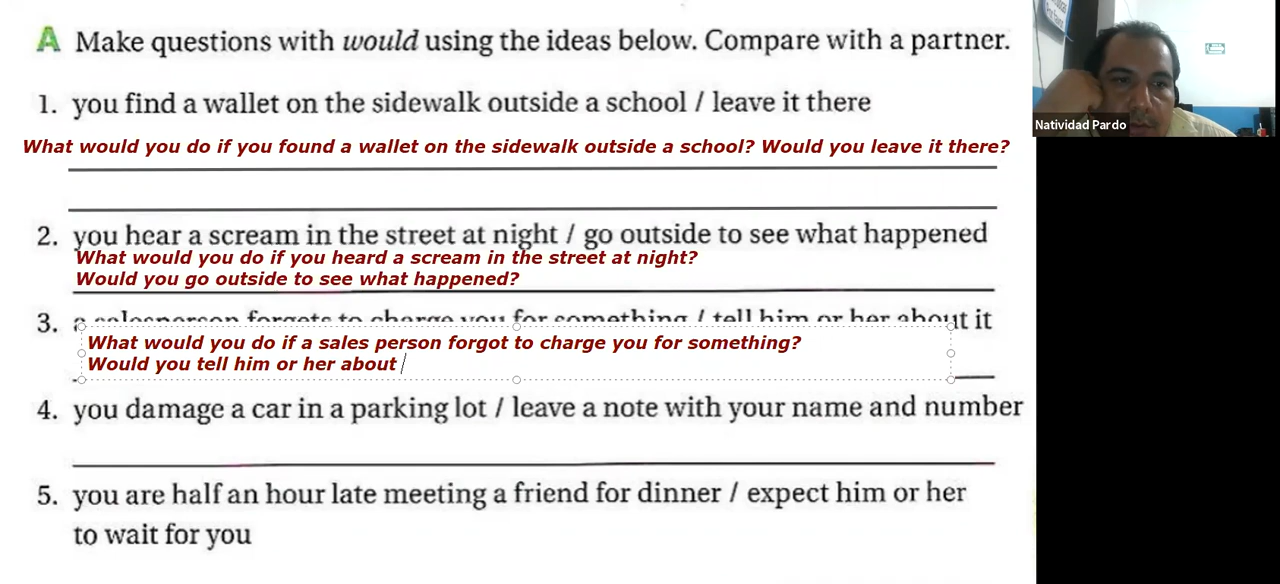 A Make questions with would using the ideas below. Compare with a partner.
1. you find a wallet on the sidewalk outside a school / leave it there
What would you do if you found a wallet on the sidewalk outside a school? Would you leave it there?
2. you hear a scream in the street at night / go outside to see what happened
What would you do if you heard a scream in the street at night?
Would you go outside to see what happened?
3. a salesperson forgets to charge you for something / tell him or her about it
What would you do if a sales person forgot to charge you for something?
Would you tell him or her about
4. you damage a car in a parking lot / leave a note with your name and number
5. you are half an hour late meeting a friend for dinner / expect him or her
to wait for you
Natividad Pardo